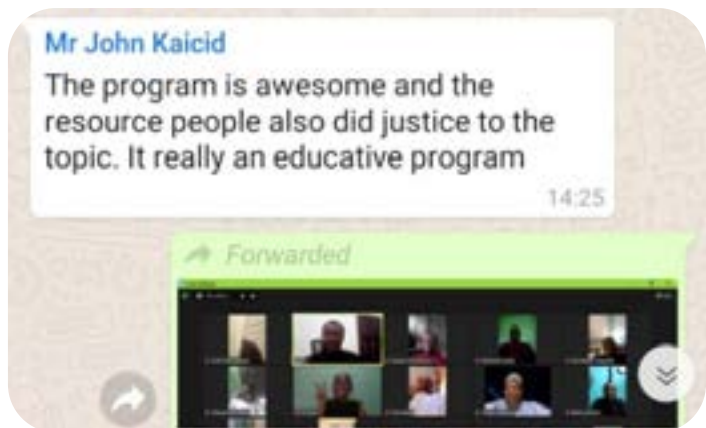 Mr John Kaicid
The program is awesome and the
resource people also did justice to the
topic. It really an educative program
14:25
Forwarded